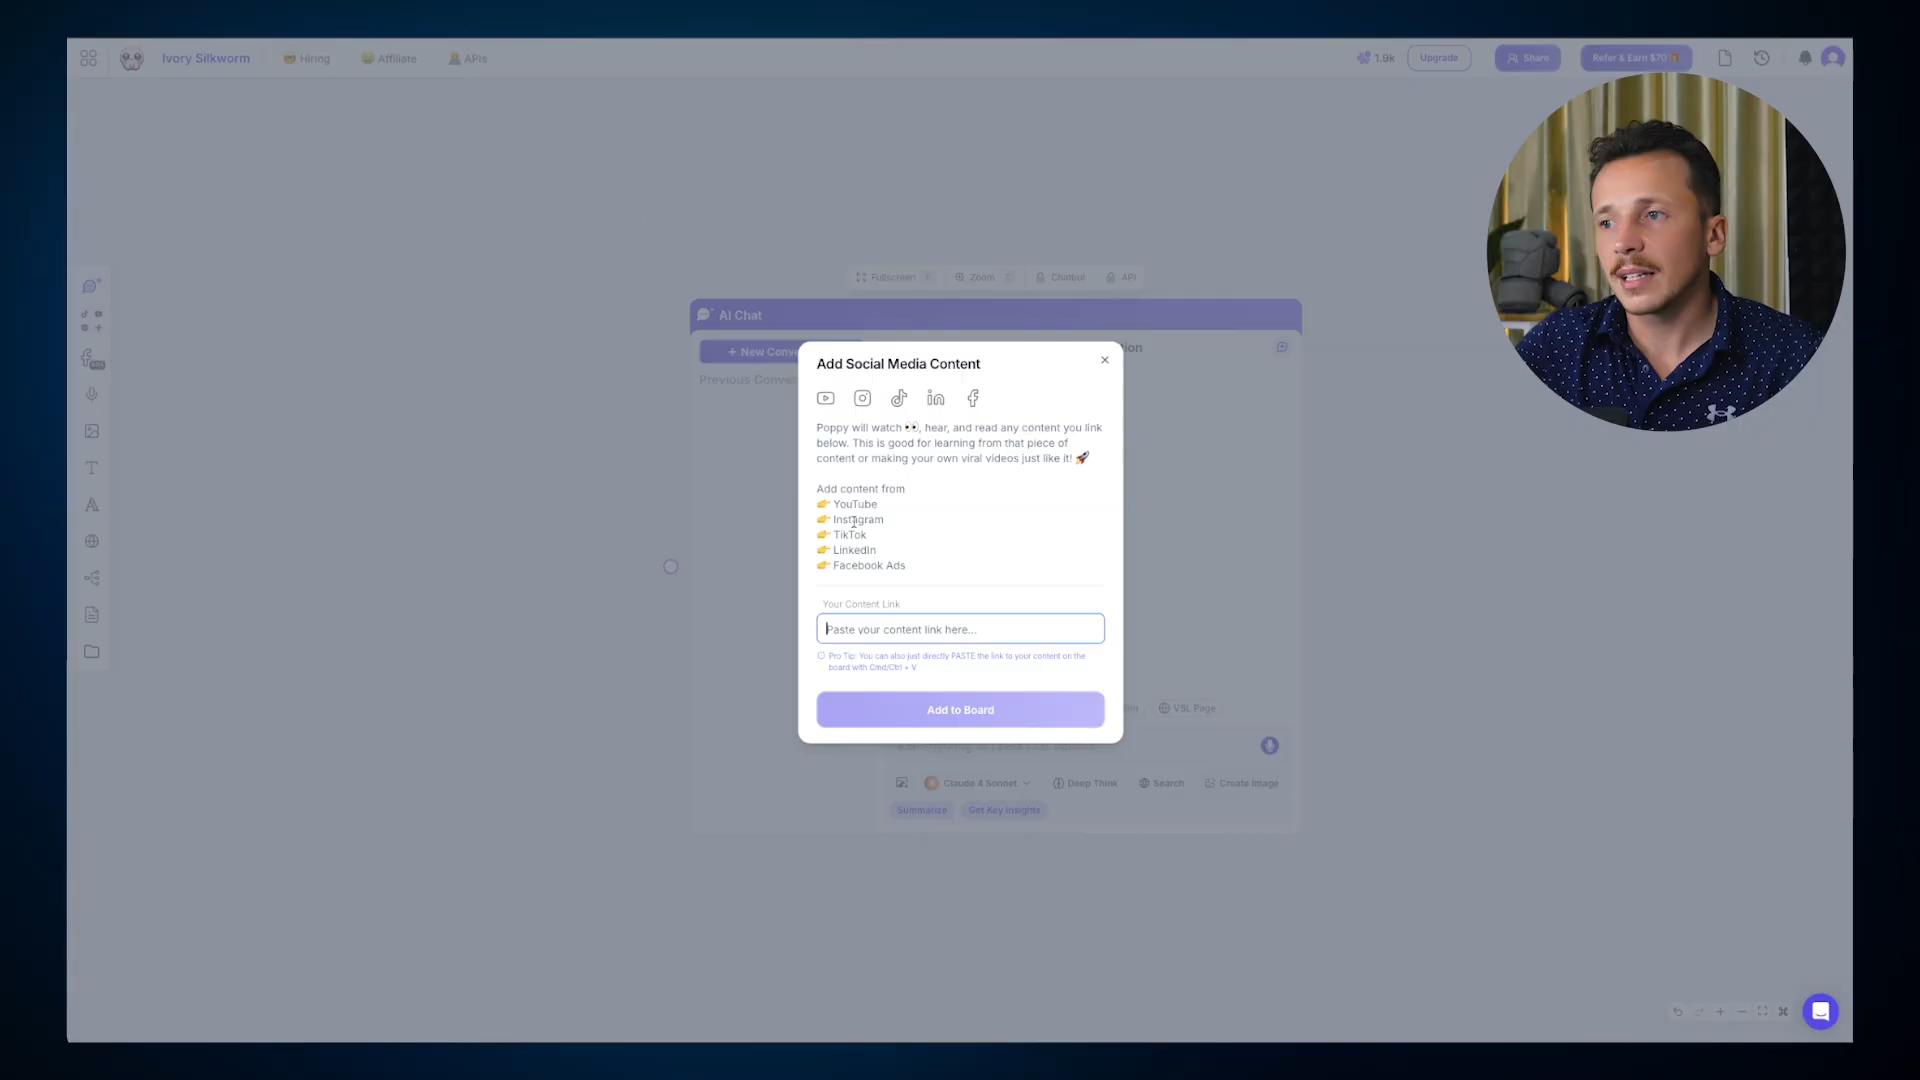 Ivory Silkworm
Hiring
Affiliate
APIs
1.9k
Upgrade
Share
Refer & Earn $70
Fullscreen
Zoom
Chatbot
API
AI Chat
+ New Conve
Previous Conver
Add Social Media Content
Poppy will watch 👀, hear, and read any content you link
below. This is good for learning from that piece of
content or making your own viral videos just like it! 🚀
Add content from
👉 YouTube
👉 Instagram
👉 TikTok
👉 LinkedIn
👉 Facebook Ads
Your Content Link
Paste your content link here...
Pro Tip: You can also just directly PASTE the link to your content on the
board with Cmd/Ctrl + V
Add to Board
VSL Page
Claude 4 Sonnet
Deep Think
Search
Create Image
Summarize
Get Key Insights